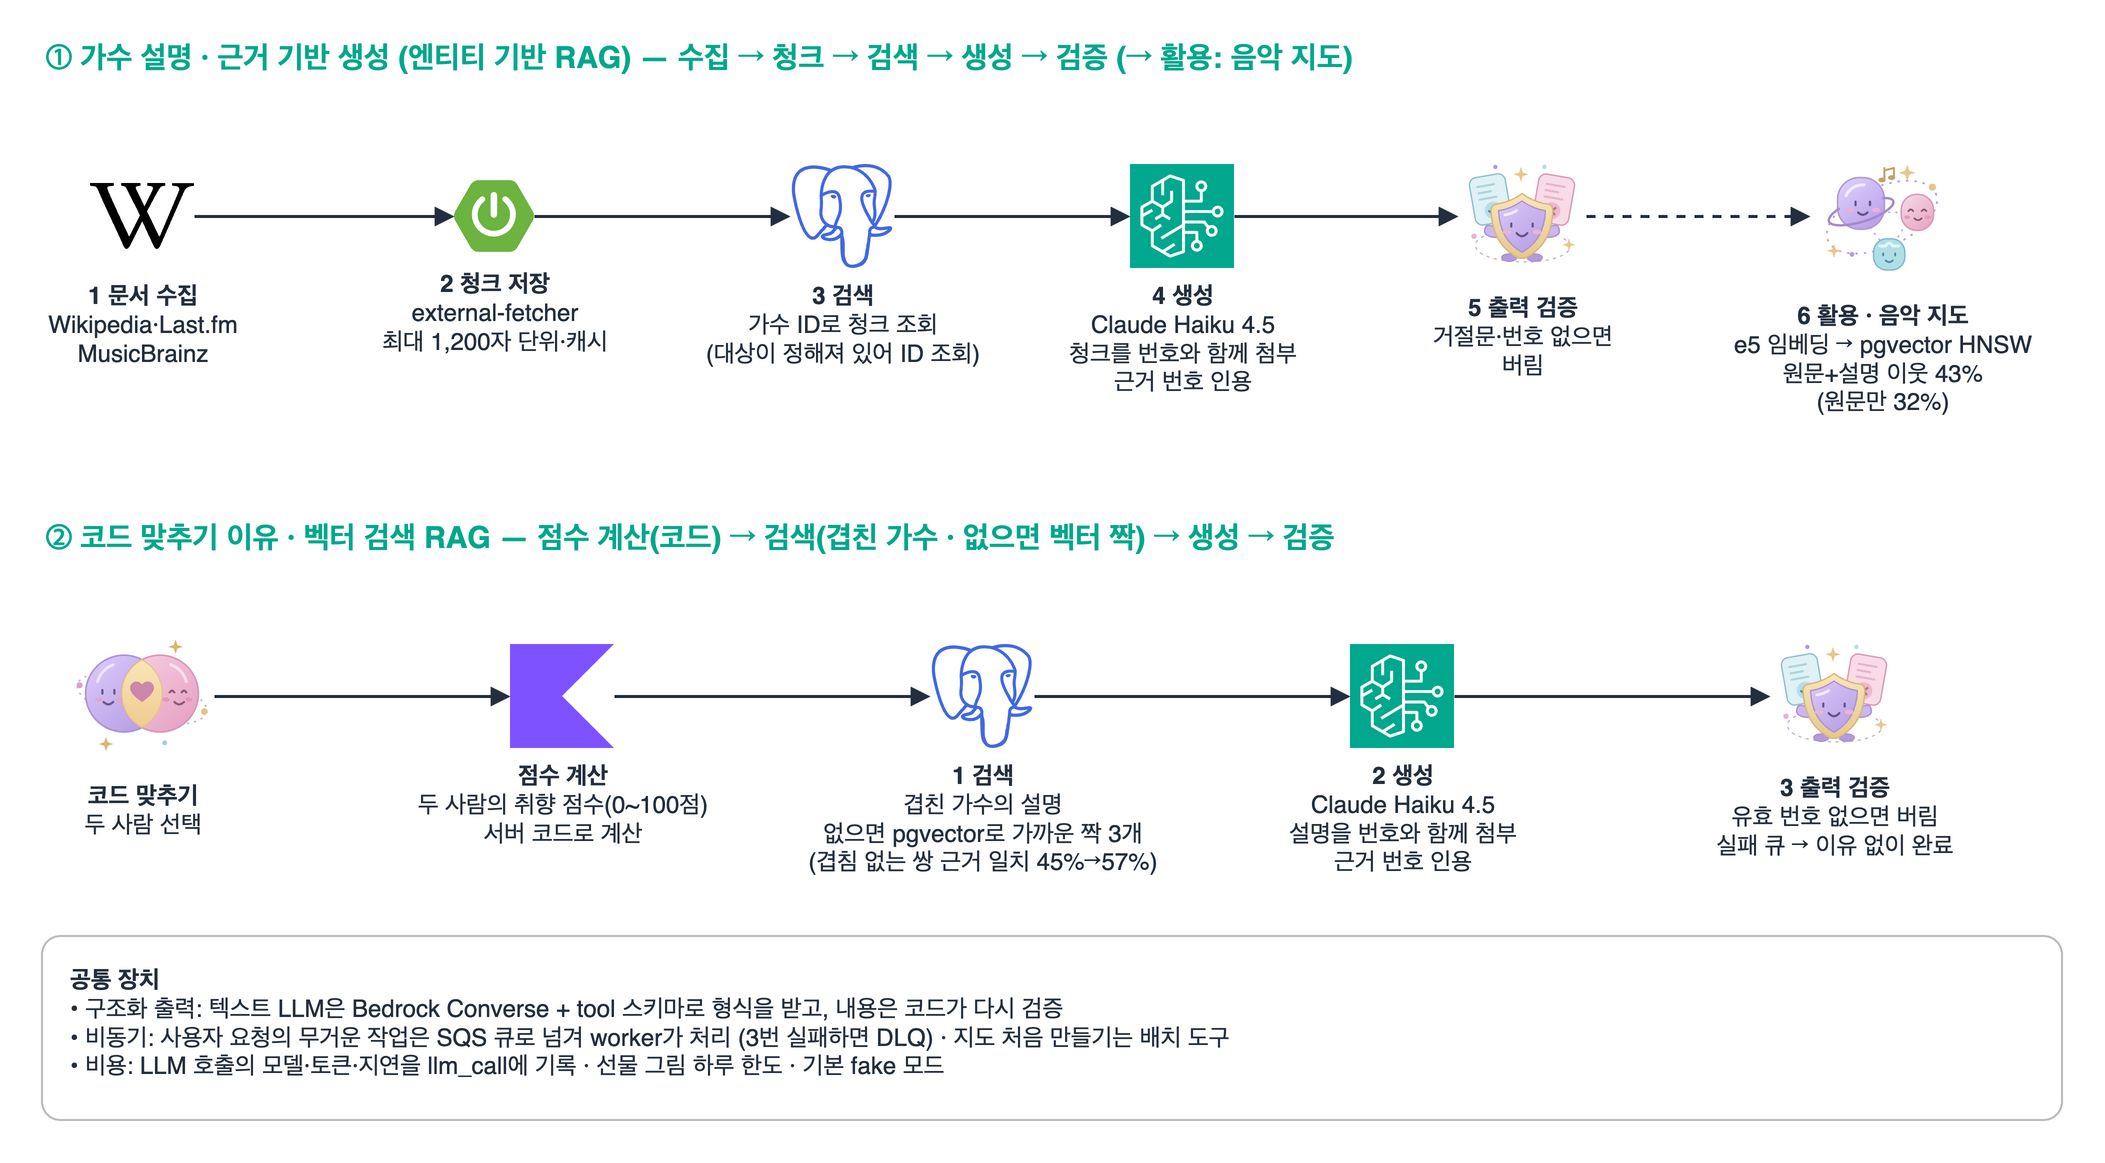 ① 가수 설명 · 근거 기반 생성 (엔티티 기반 RAG) — 수집 → 청크 → 검색 → 생성 → 검증 (→ 활용: 음악 지도)
W
1 문서 수집
Wikipedia·Last.fm
MusicBrainz
2 청크 저장
external-fetcher
최대 1,200자 단위·캐시
3 검색
가수 ID로 청크 조회
(대상이 정해져 있어 ID 조회)
4 생성
Claude Haiku 4.5
청크를 번호와 함께 첨부
근거 번호 인용
5 출력 검증
거절문·번호 없으면
버림
6 활용 · 음악 지도
e5 임베딩 → pgvector HNSW
원문+설명 이웃 43%
(원문만 32%)
② 코드 맞추기 이유 · 벡터 검색 RAG — 점수 계산(코드) → 검색(겹친 가수 · 없으면 벡터 짝) → 생성 → 검증
코드 맞추기
두 사람 선택
점수 계산
두 사람의 취향 점수(0~100점)
서버 코드로 계산
1 검색
겹친 가수의 설명
없으면 pgvector로 가까운 짝 3개
(겹침 없는 쌍 근거 일치 45%→57%)
2 생성
Claude Haiku 4.5
설명을 번호와 함께 첨부
근거 번호 인용
3 출력 검증
유효 번호 없으면 버림
실패 큐 → 이유 없이 완료
공통 장치
• 구조화 출력: 텍스트 LLM은 Bedrock Converse + tool 스키마로 형식을 받고, 내용은 코드가 다시 검증
• 비동기: 사용자 요청의 무거운 작업은 SQS 큐로 넘겨 worker가 처리 (3번 실패하면 DLQ) · 지도 처음 만들기는 배치 도구
• 비용: LLM 호출의 모델·토큰·지연을 llm_call에 기록 · 선물 그림 하루 한도 · 기본 fake 모드